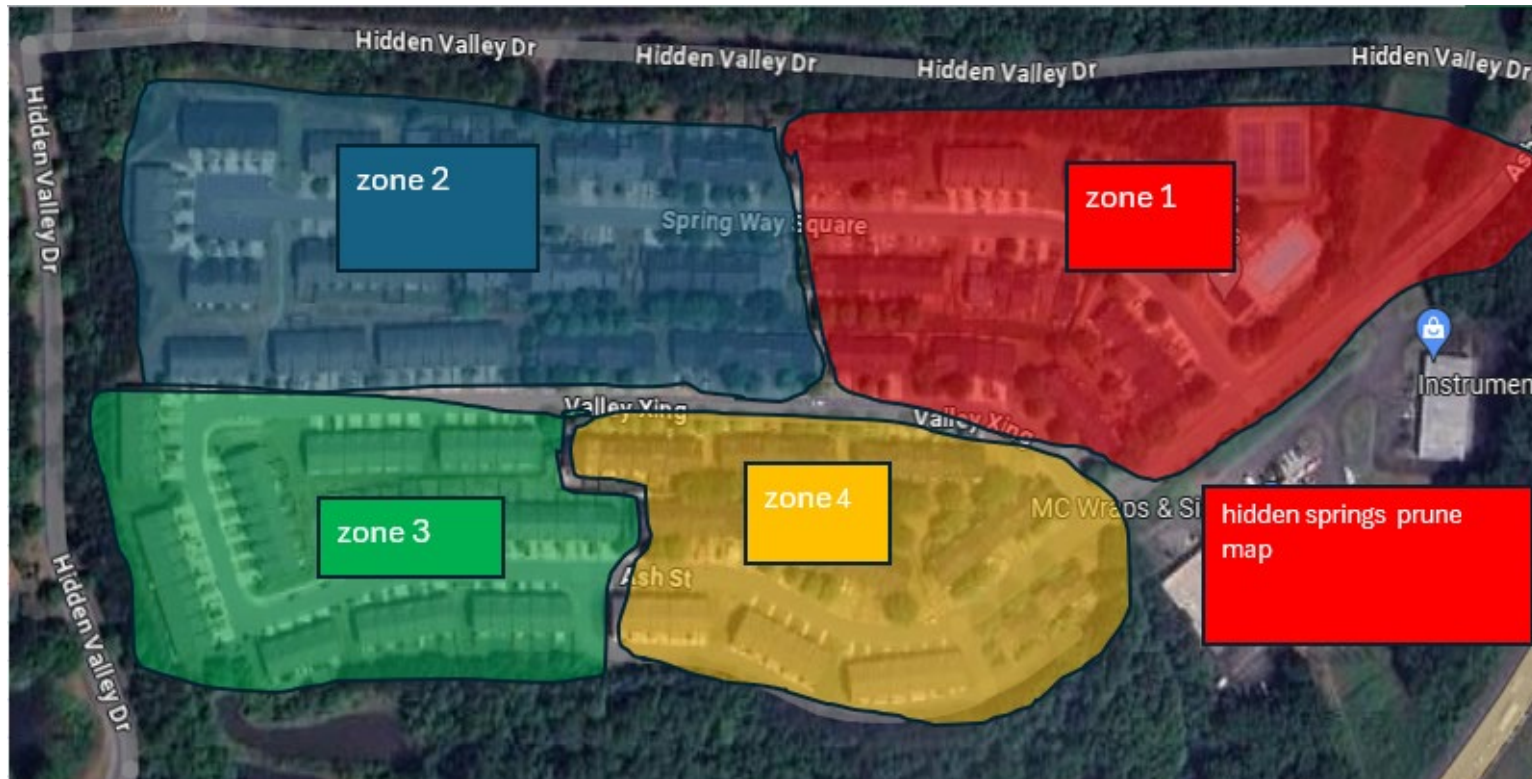 Hidden Valley Dr
Hidden Valley Dr
Hidden Valley Dr
Hidden Valley Dr
Hidden Valley Dr
zone 2
zone 1
Spring Way Square
Instrumen
Valley Xing
Valley Xing
zone 4
zone 3
MC Wraps & Si
hidden springs prune
map
Ash St
Hidden Valley Dr